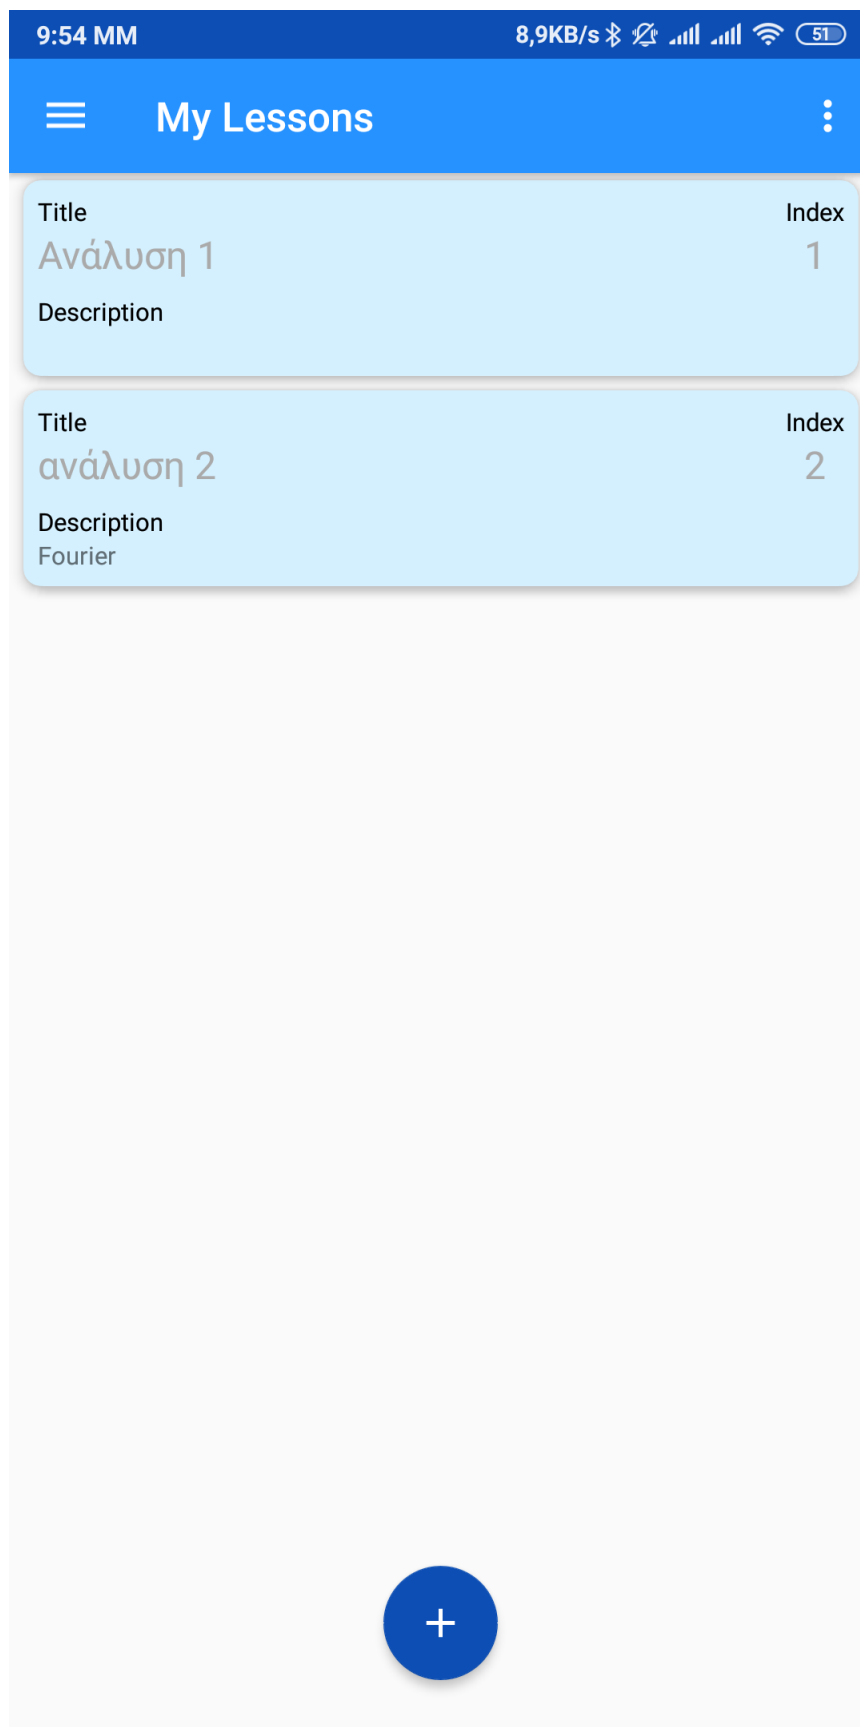 9:54 MM 8,9KB/s 51
My Lessons
Title Index
Ανάλυση 1 1
Description
Title Index
ανάλυση 2 2
Description
Fourier